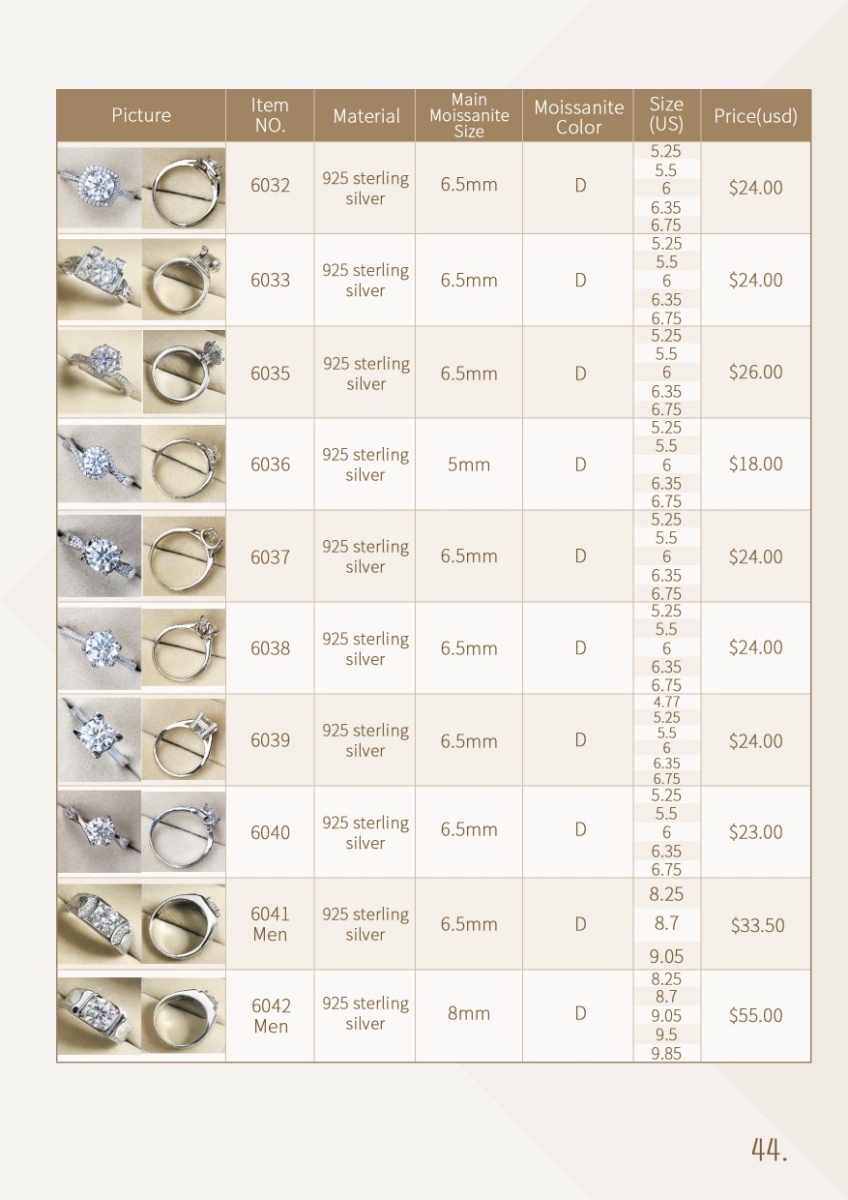 Picture
Item
NO.
Material
Main
Moissanite
Size
Moissanite
Color
Size
(US)
Price(usd)
6032
925 sterling
silver
6.5mm
D
5.25
5.5
6
6.35
6.75
$24.00
6033
925 sterling
silver
6.5mm
D
5.25
5.5
6
6.35
6.75
$24.00
6035
925 sterling
silver
6.5mm
D
5.25
5.5
6
6.35
6.75
$26.00
6036
925 sterling
silver
5mm
D
5.25
5.5
6
6.35
6.75
$18.00
6037
925 sterling
silver
6.5mm
D
5.25
5.5
6
6.35
6.75
$24.00
6038
925 sterling
silver
6.5mm
D
5.25
5.5
6
6.35
6.75
$24.00
6039
925 sterling
silver
6.5mm
D
4.77
5.25
5.5
6
6.35
6.75
$24.00
6040
925 sterling
silver
6.5mm
D
5.25
5.5
6
6.35
6.75
$23.00
6041
Men
925 sterling
silver
6.5mm
D
8.25
8.7
9.05
$33.50
6042
Men
925 sterling
silver
8mm
D
8.25
8.7
9.05
9.5
9.85
$55.00
44.